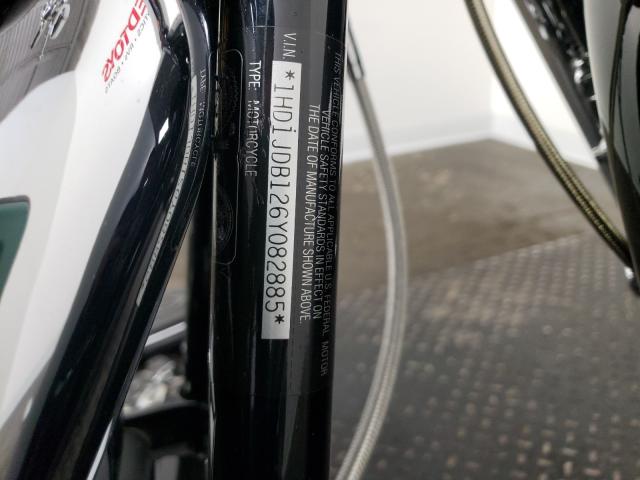 V.I.N.
*1HD1JDB126Y082885*
TYPE: MOTORCYCLE
THIS VEHICLE CONFORMS TO ALL APPLICABLE U.S. FEDERAL MOTOR
VEHICLE SAFETY STANDARDS IN EFFECT ON
THE DATE OF MANUFACTURE SHOWN ABOVE.